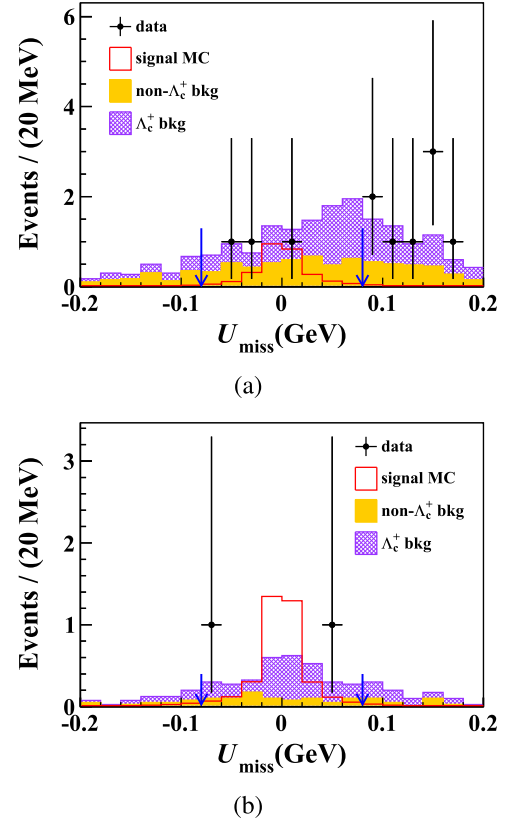 6
4
2
0
Events / (20 MeV)
data
signal MC
non-Λc+ bkg
Λc+ bkg
-0.2 -0.1 0 0.1 0.2
Umiss(GeV)
(a)
3
2
1
0
Events / (20 MeV)
data
signal MC
non-Λc+ bkg
Λc+ bkg
-0.2 -0.1 0 0.1 0.2
Umiss(GeV)
(b)